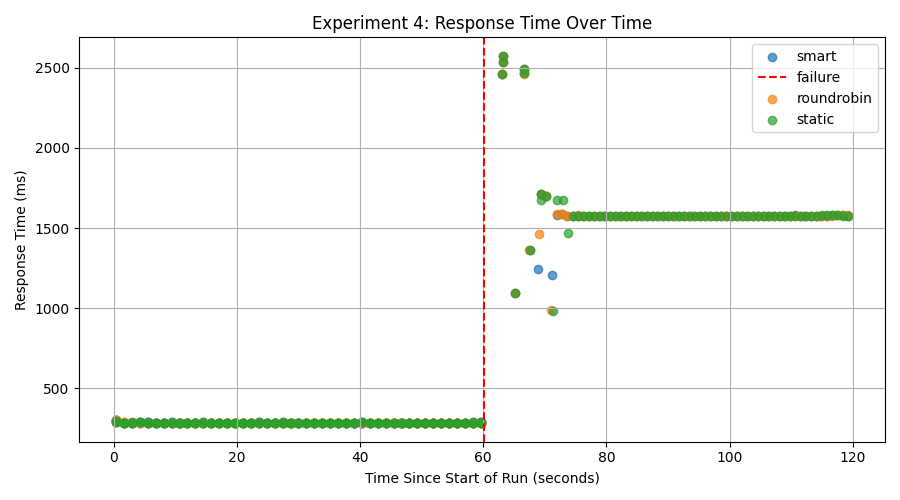 Experiment 4: Response Time Over Time
smart
failure
roundrobin
static
Response Time (ms)
2500
2000
1500
1000
500
0
20
40
60
80
100
120
Time Since Start of Run (seconds)